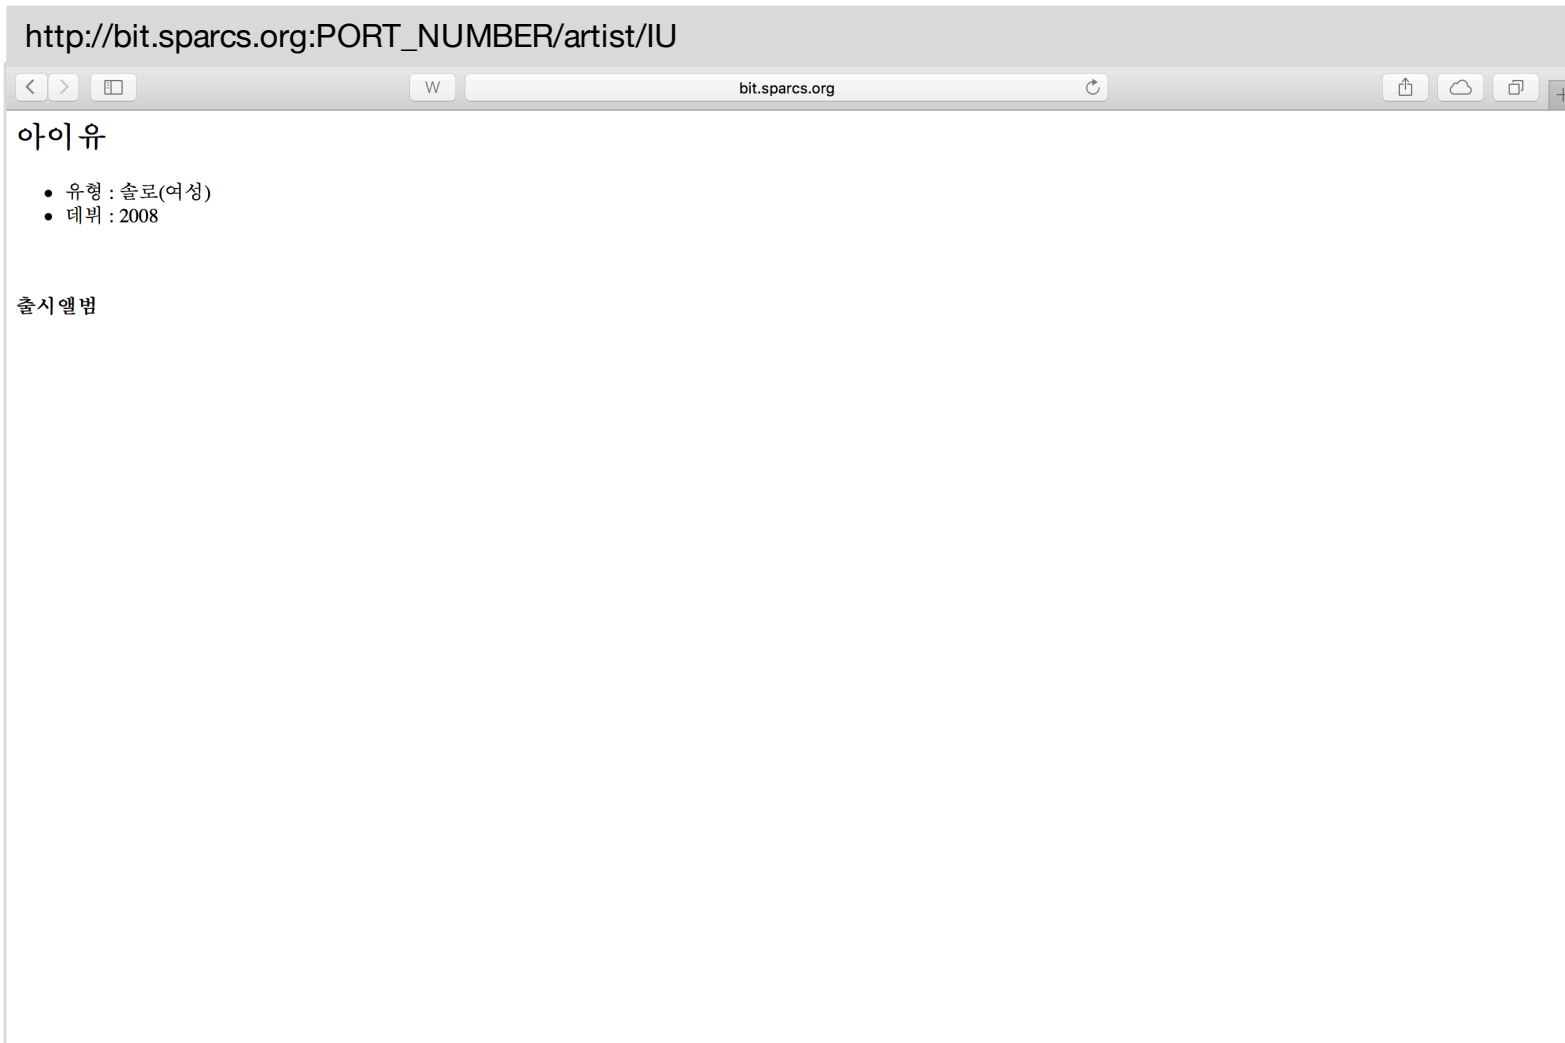 http://bit.sparcs.org:PORT_NUMBER/artist/IU
W
bit.sparcs.org
아이유
• 유형 : 솔로(여성)
• 데뷔 : 2008
출시앨범